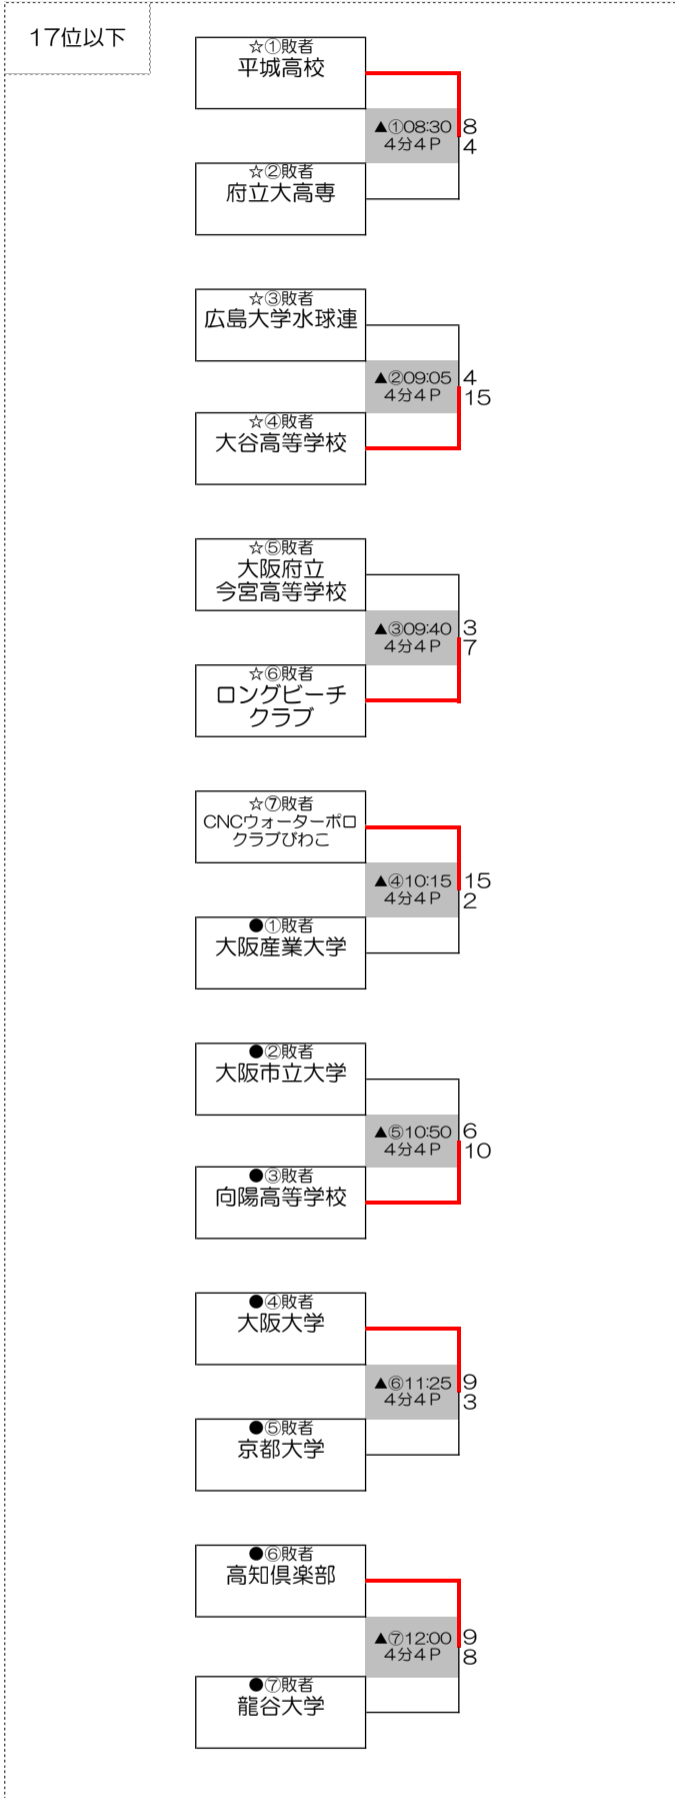 17位以下
☆①敗者
平城高校
▲①08:30 8
4分4P 4
☆②敗者
府立大高専
☆③敗者
広島大学水球連
▲②09:05 4
4分4P 15
☆④敗者
大谷高等学校
☆⑤敗者
大阪府立
今宮高等学校
▲③09:40 3
4分4P 7
☆⑥敗者
ロングビーチ
クラブ
☆⑦敗者
CNCウォーターポロ
クラブびわこ
▲④10:15 15
4分4P 2
●①敗者
大阪産業大学
●②敗者
大阪市立大学
▲⑤10:50 6
4分4P 10
●③敗者
向陽高等学校
●④敗者
大阪大学
▲⑥11:25 9
4分4P 3
●⑤敗者
京都大学
●⑥敗者
高知倶楽部
▲⑦12:00 9
4分4P 8
●⑦敗者
龍谷大学